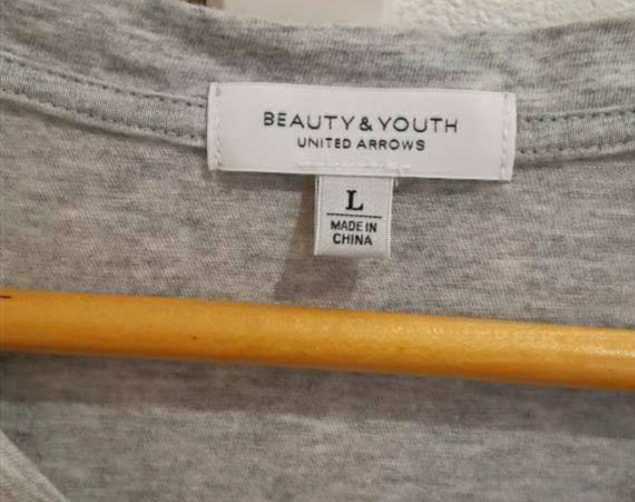 BEAUTY & YOUTH
UNITED ARROWS
L
MADE IN
CHINA